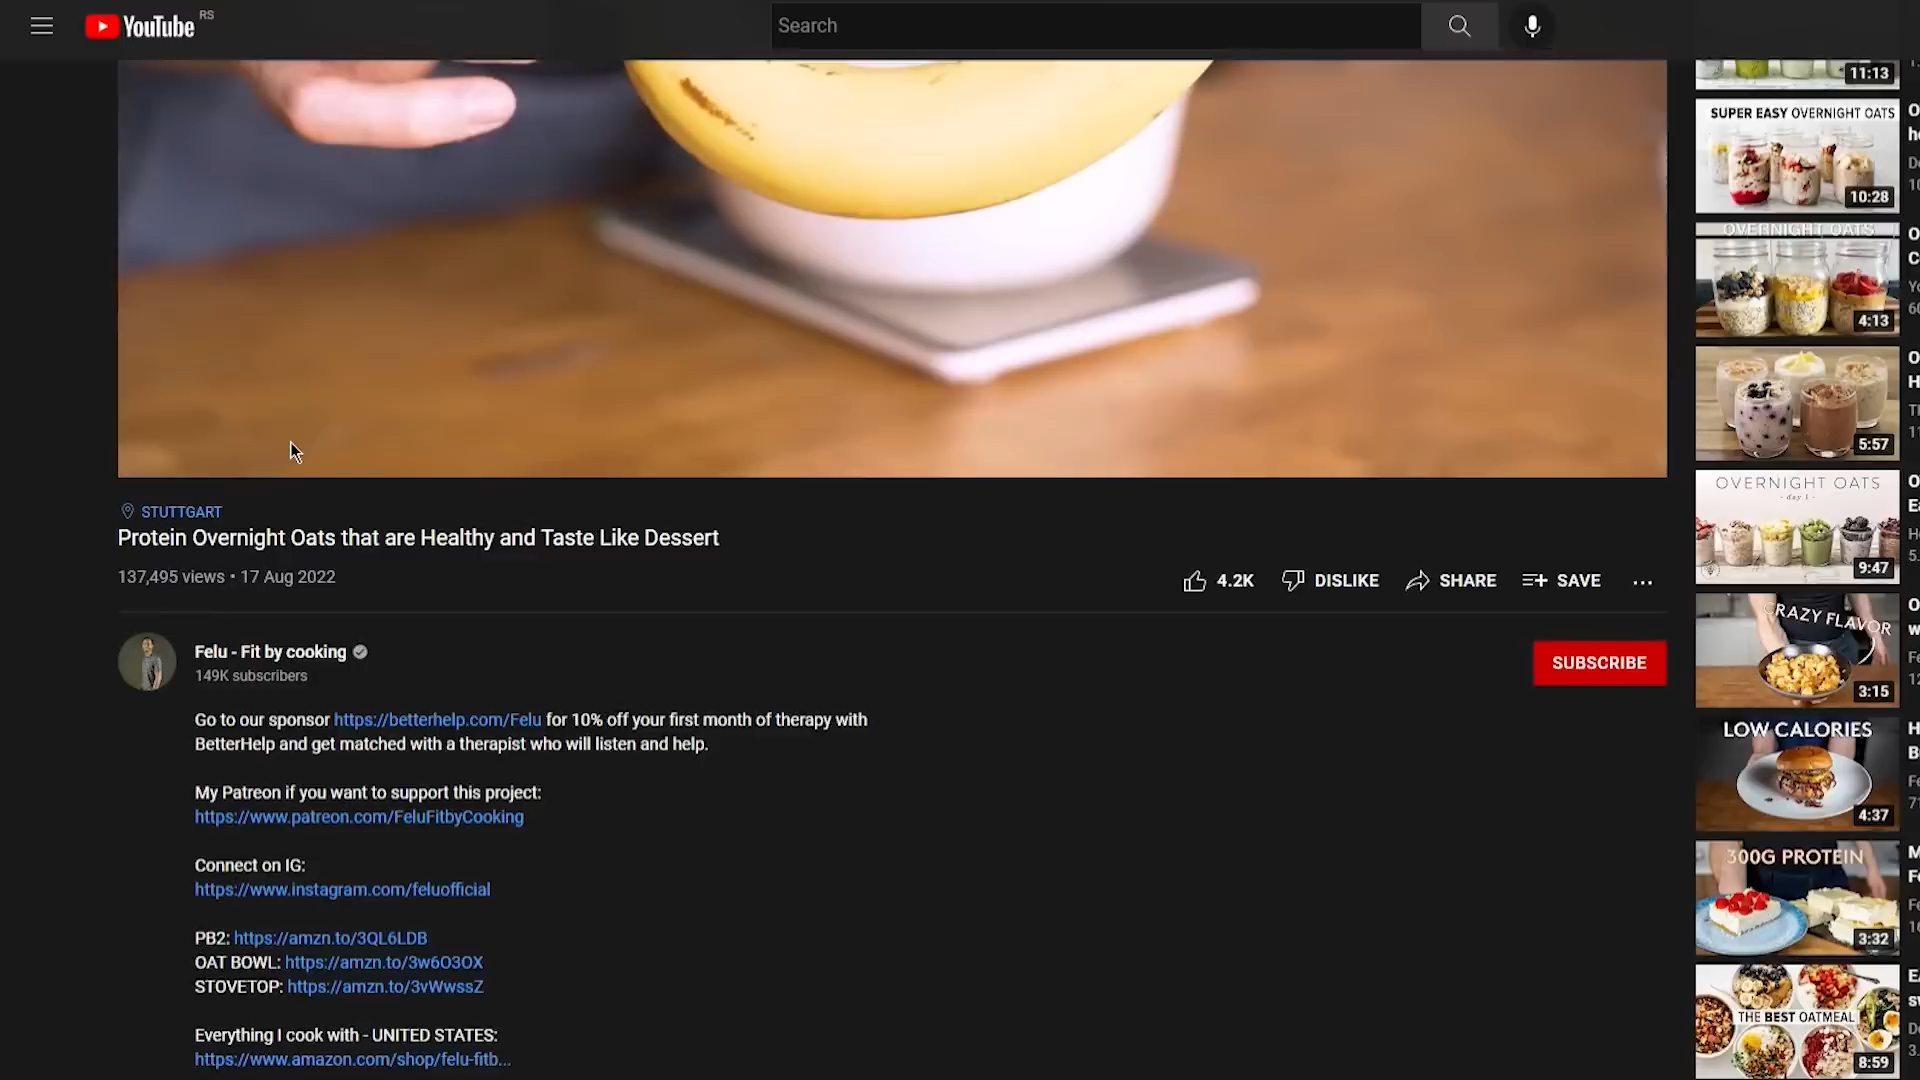 YouTube RS
Search
STUTTGART
Protein Overnight Oats that are Healthy and Taste Like Dessert
137,495 views • 17 Aug 2022
4.2K DISLIKE SHARE SAVE ...
Felu - Fit by cooking
149K subscribers
SUBSCRIBE
Go to our sponsor https://betterhelp.com/Felu for 10% off your first month of therapy with
BetterHelp and get matched with a therapist who will listen and help.
My Patreon if you want to support this project:
https://www.patreon.com/FeluFitbyCooking
Connect on IG:
https://www.instagram.com/feluofficial
PB2: https://amzn.to/3QL6LDB
OAT BOWL: https://amzn.to/3w6O3OX
STOVETOP: https://amzn.to/3vWwssZ
Everything I cook with - UNITED STATES:
https://www.amazon.com/shop/felu-fitb...
11:13
SUPER EASY OVERNIGHT OATS
10:28
OVERNIGHT OATS
4:13
5:57
OVERNIGHT OATS
- day 1 -
9:47
CRAZY FLAVOR
3:15
LOW CALORIES
4:37
300G PROTEIN
3:32
THE BEST OATMEAL
8:59